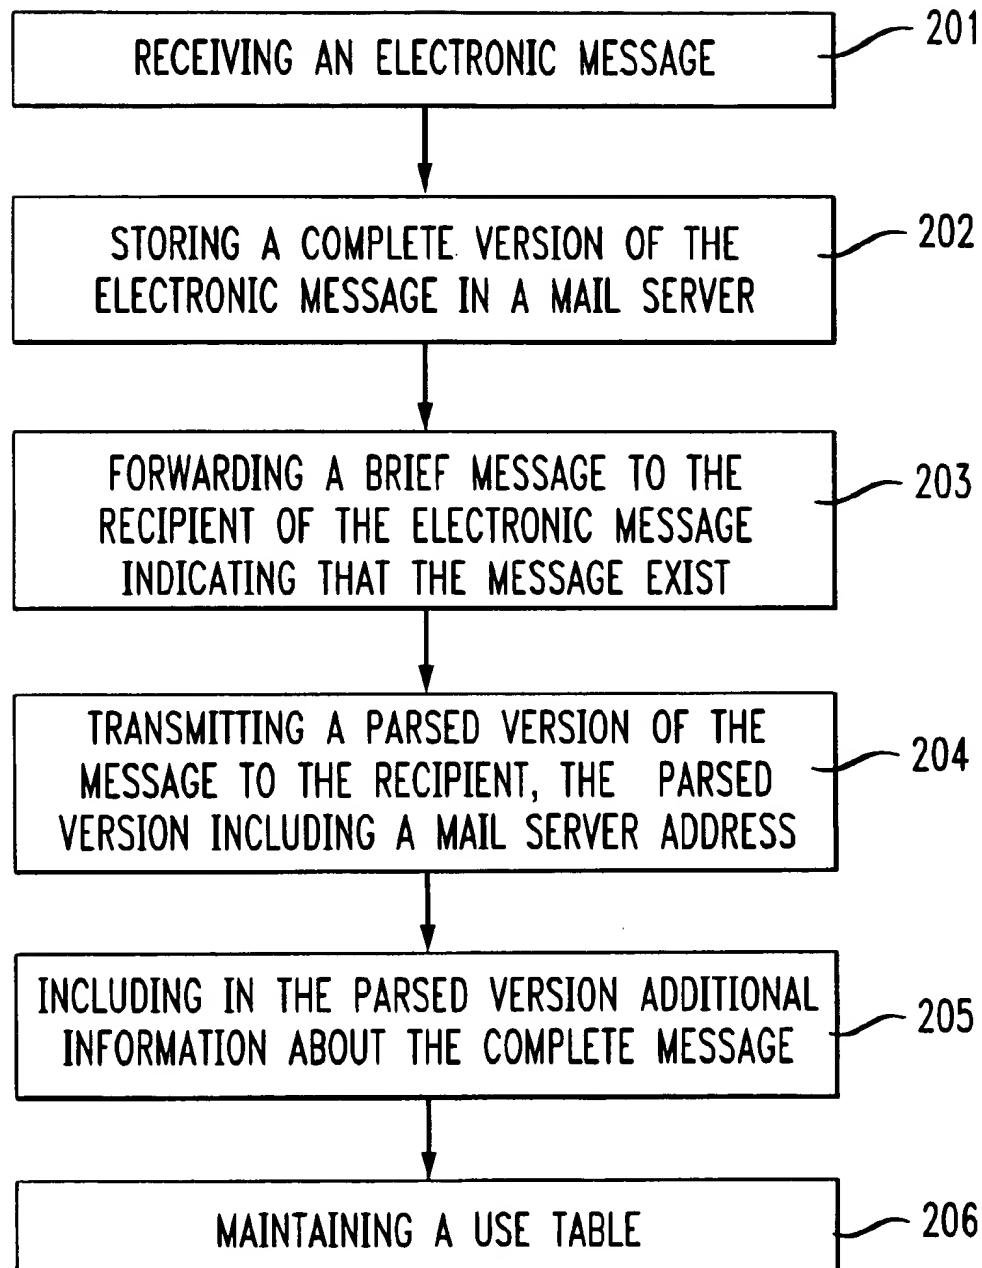 RECEIVING AN ELECTRONIC MESSAGE
201
STORING A COMPLETE VERSION OF THE
ELECTRONIC MESSAGE IN A MAIL SERVER
202
FORWARDING A BRIEF MESSAGE TO THE
RECIPIENT OF THE ELECTRONIC MESSAGE
INDICATING THAT THE MESSAGE EXIST
203
TRANSMITTING A PARSED VERSION OF THE
MESSAGE TO THE RECIPIENT, THE PARSED
VERSION INCLUDING A MAIL SERVER ADDRESS
204
INCLUDING IN THE PARSED VERSION ADDITIONAL
INFORMATION ABOUT THE COMPLETE MESSAGE
205
MAINTAINING A USE TABLE
206